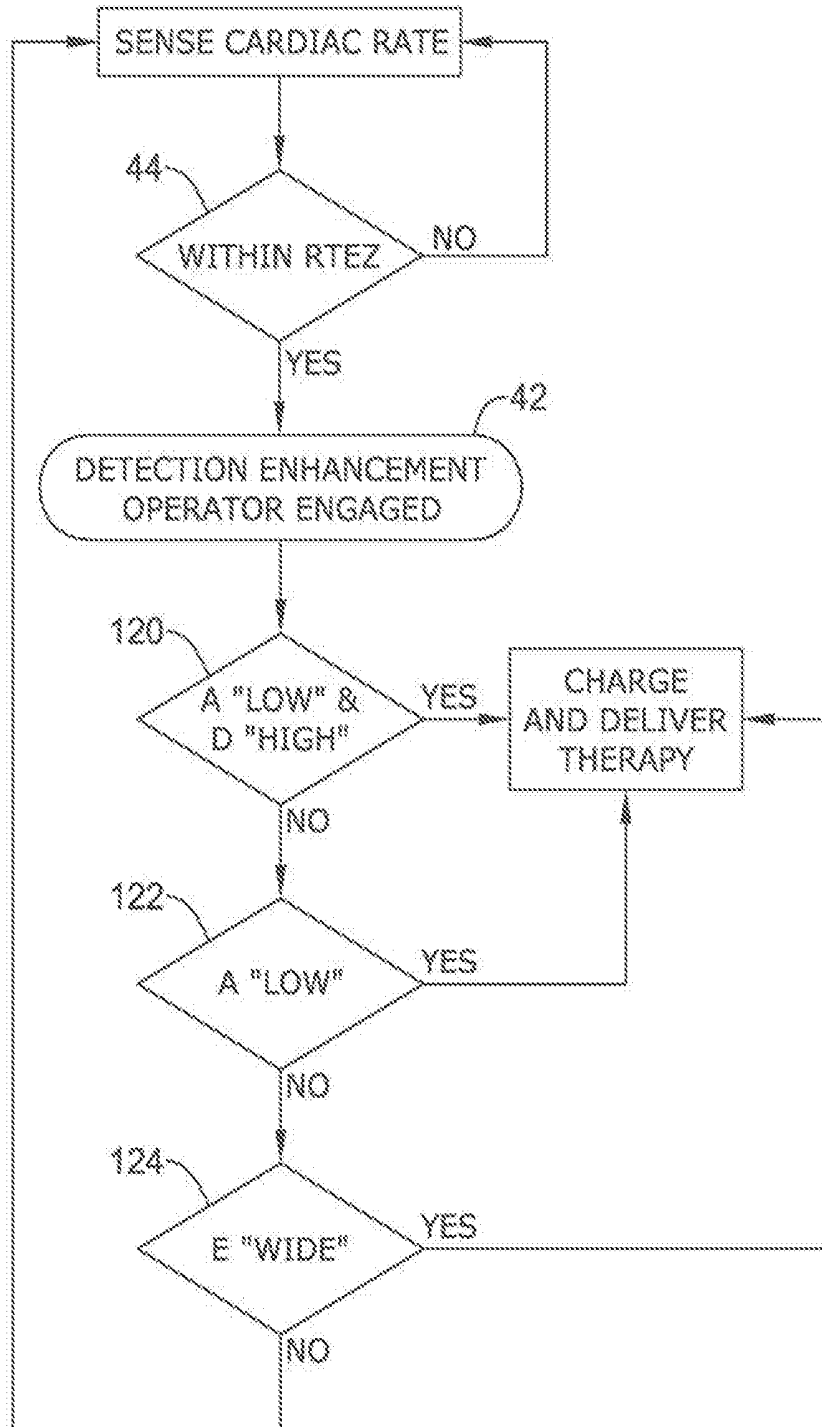 SENSE CARDIAC RATE
44
WITHIN RTEZ
NO
YES
42
DETECTION ENHANCEMENT
OPERATOR ENGAGED
120
A "LOW" &
D "HIGH"
YES
CHARGE
AND DELIVER
THERAPY
NO
122
A "LOW"
YES
NO
124
E "WIDE"
YES
NO